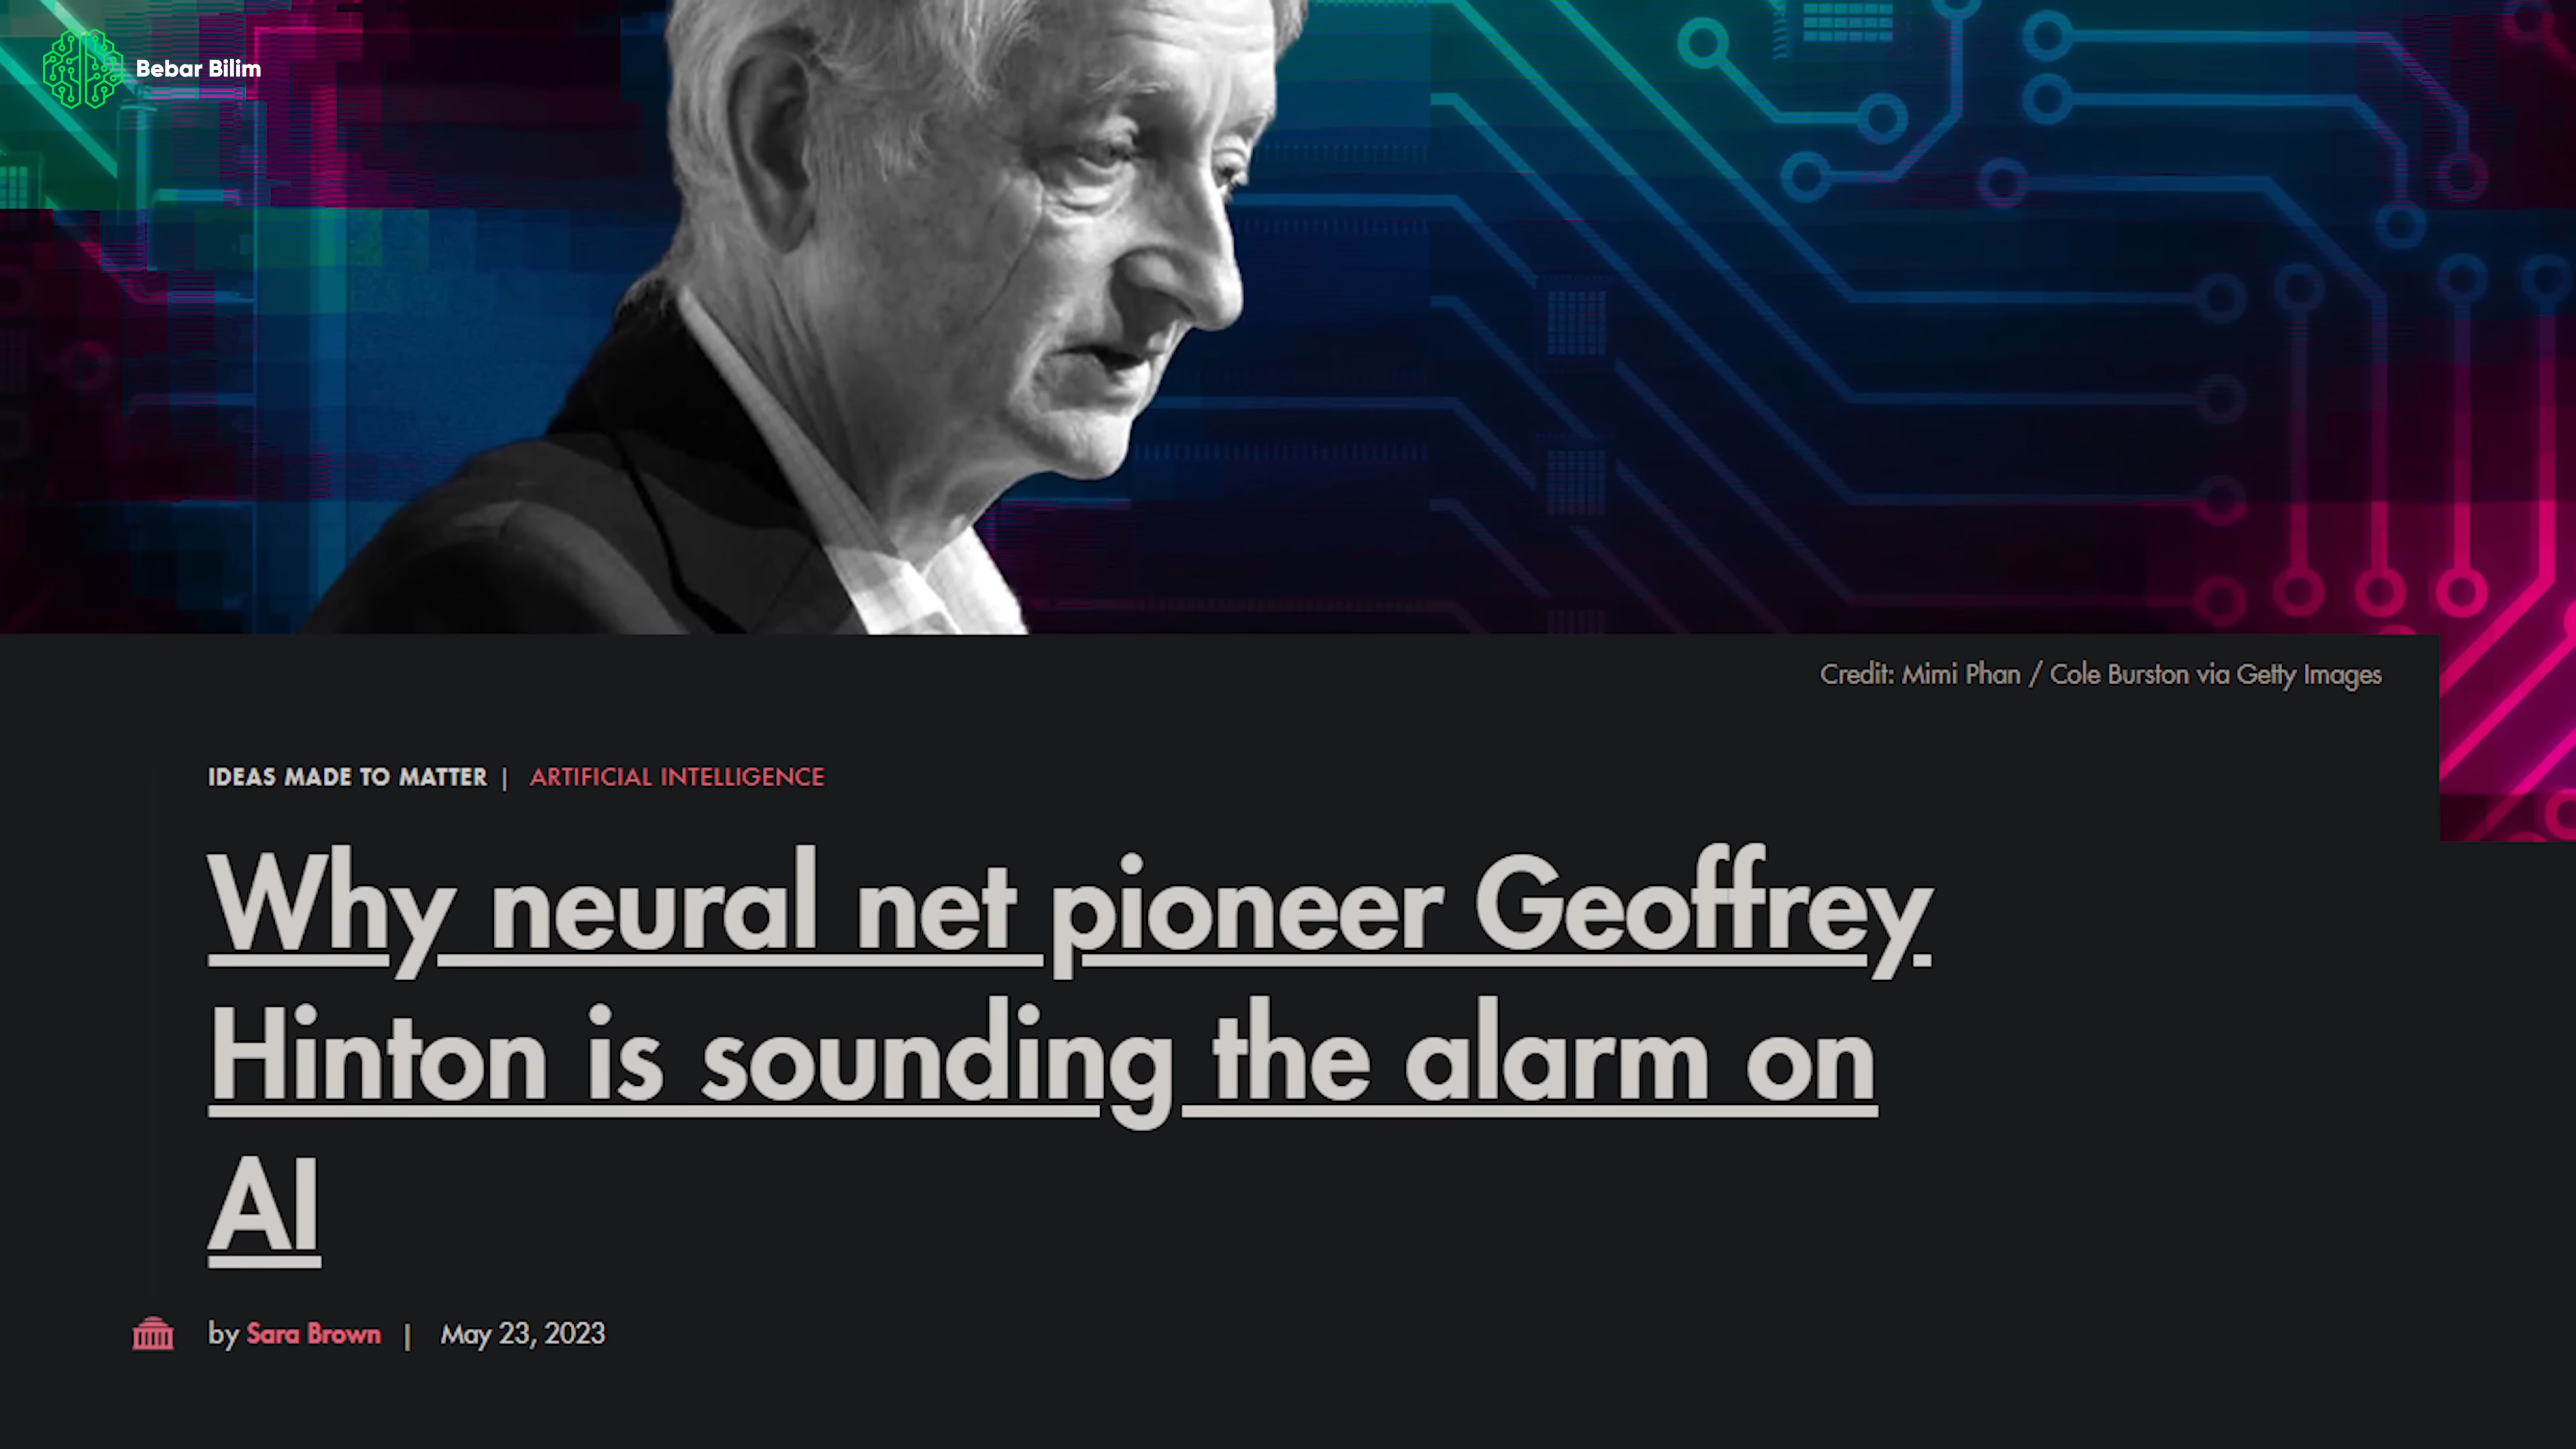 Bebar Bilim
Credit: Mimi Phan / Cole Burston via Getty Images
IDEAS MADE TO MATTER | ARTIFICIAL INTELLIGENCE
Why neural net pioneer Geoffrey
Hinton is sounding the alarm on
AI
by Sara Brown | May 23, 2023